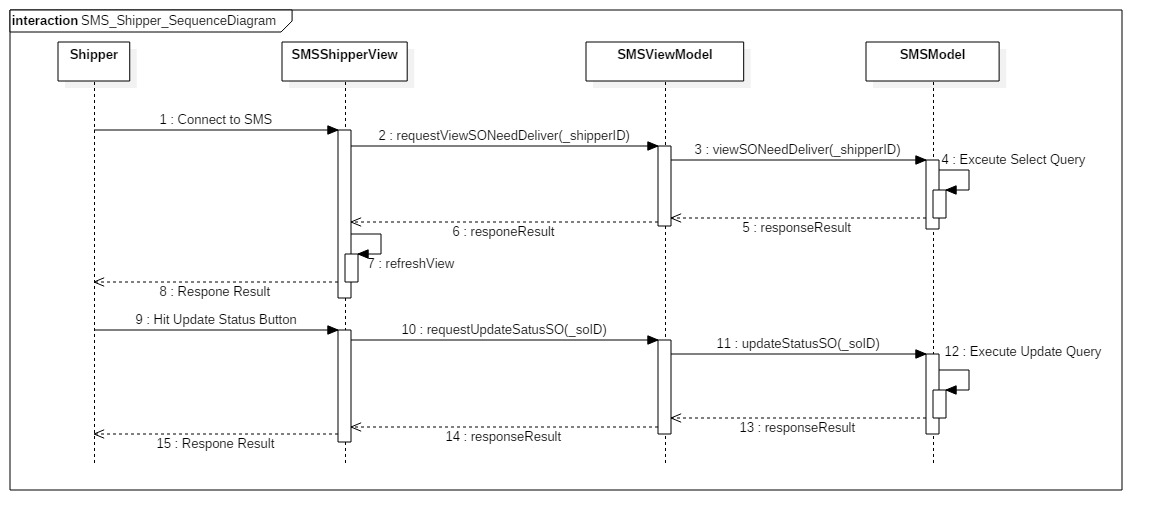 interaction SMS_Shipper_SequenceDiagram
Shipper
SMSShipperView
SMSViewModel
SMSModel
1 : Connect to SMS
2 : requestViewSONeedDeliver(_shipperID)
3 : viewSONeedDeliver(_shipperID)
4 : Exceute Select Query
5 : responseResult
6 : responeResult
7 : refreshView
8 : Respone Result
9 : Hit Update Status Button
10 : requestUpdateSatusSO(_soID)
11 : updateStatusSO(_soID)
12 : Execute Update Query
13 : responseResult
14 : responseResult
15 : Respone Result